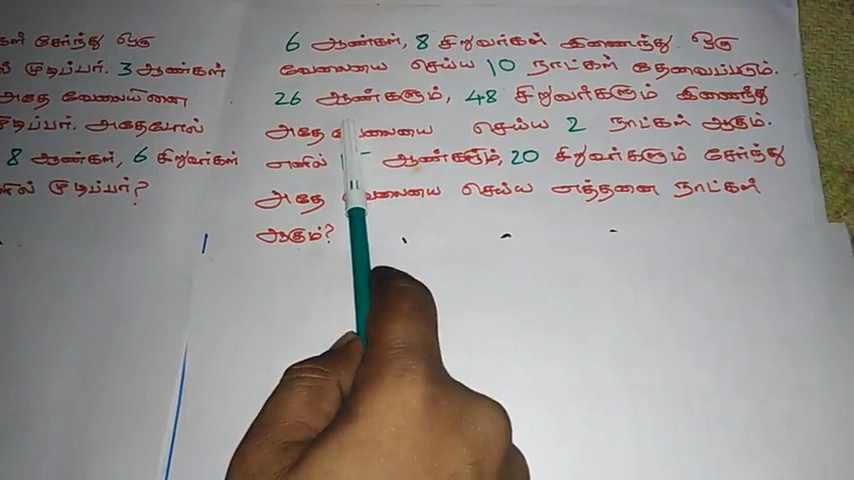 கள் சேர்ந்து ஒரு
முடிப்பர். 3 ஆண்கள்
அதே வேலையினை
முடிப்பர். அதேபோல்
8 ஆண்கள், 6 சிறுவர்கள்
முடிப்பர்?
6 ஆண்கள், 8 சிறுவர்கள் இணைந்து ஒரு
வேலையை செய்ய 10 நாட்கள் தேவைப்படும்.
26 ஆண்களும், 48 சிறுவர்களும் இணைந்து
அதே வேலையை செய்ய 2 நாட்கள் ஆகும்.
எனில் ஆண்களும், 20 சிறுவர்களும் சேர்ந்து
அதே வேலையை செய்ய எத்தனை நாட்கள்
ஆகும்?